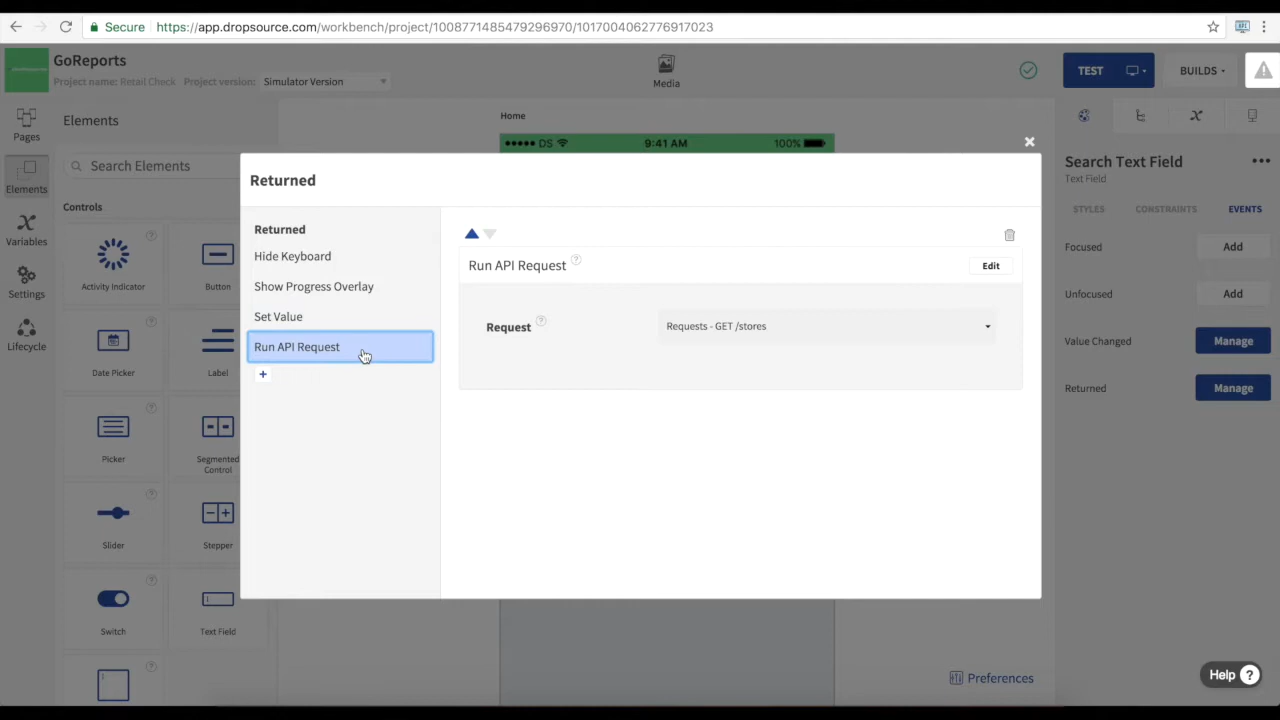 Secure
https://app.dropsource.com/workbench/project/1008771485479296970/1017004062776917023
GoReports
Project name: Retail Check Project version: Simulator Version
Media
TEST
BUILDS
Pages
Elements
Variables
Settings
Lifecycle
Elements
Search Elements
Controls
Activity Indicator
Button
Date Picker
Label
Picker
Segmented
Control
Slider
Stepper
Switch
Text Field
Home
DS
9:41 AM
100%
Returned
Returned
Hide Keyboard
Show Progress Overlay
Set Value
Run API Request
+
Run API Request ?
Edit
Request ?
Requests - GET /stores
Search Text Field
Text Field
STYLES
CONSTRAINTS
EVENTS
Focused Add
Unfocused Add
Value Changed Manage
Returned Manage
Preferences
Help ?